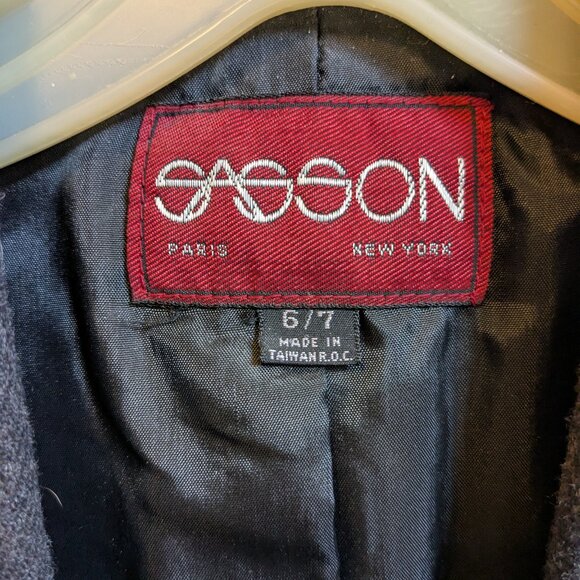 SASSON
PARIS NEW YORK
6/7
MADE IN
TAIWAN R.O.C.